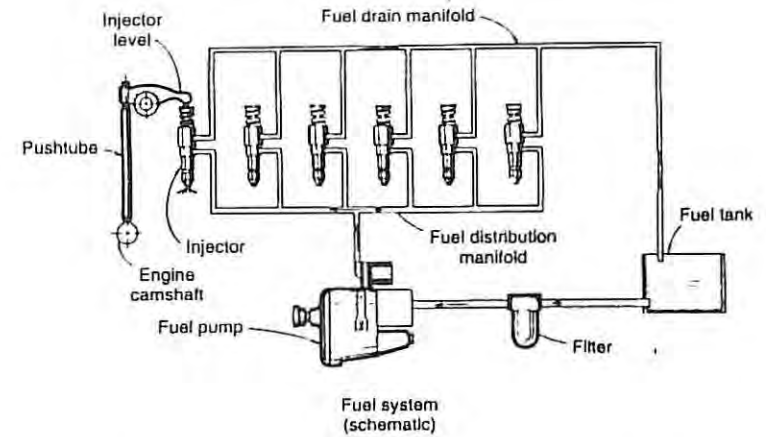 Injector
level
Fuel drain manifold
Pushtube
Injector
Engine
camshaft
Fuel distribution
manifold
Fuel tank
Fuel pump
Filter
Fuel system
(schematic)